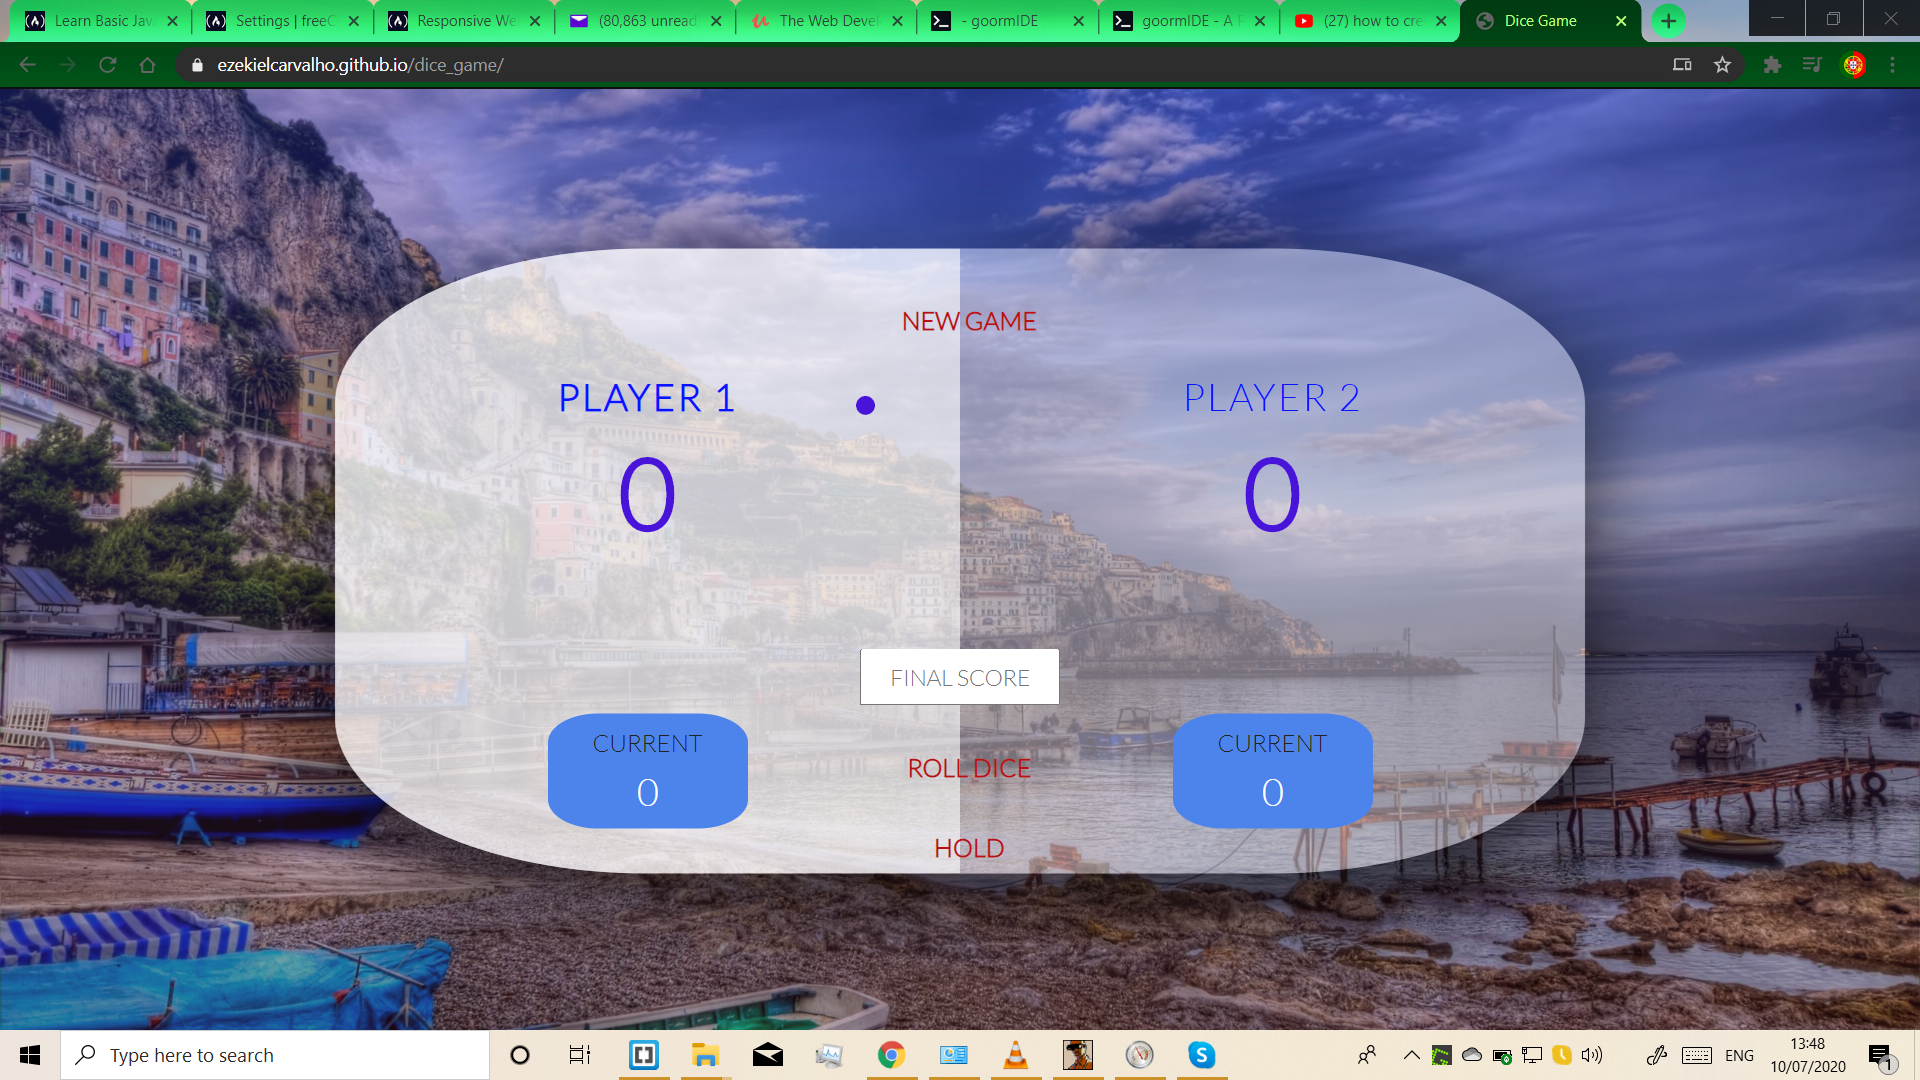 Learn Basic Jav
Settings | freeC
Responsive We
(80,863 unread
The Web Devel
- goormIDE
goormIDE - A
(27) how to cre
Dice Game
ezekielcarvalho.github.io/dice_game/
NEW GAME
PLAYER 1
PLAYER 2
0
0
FINAL SCORE
CURRENT
CURRENT
0
0
ROLL DICE
HOLD
Type here to search
ENG
13:48
10/07/2020
1